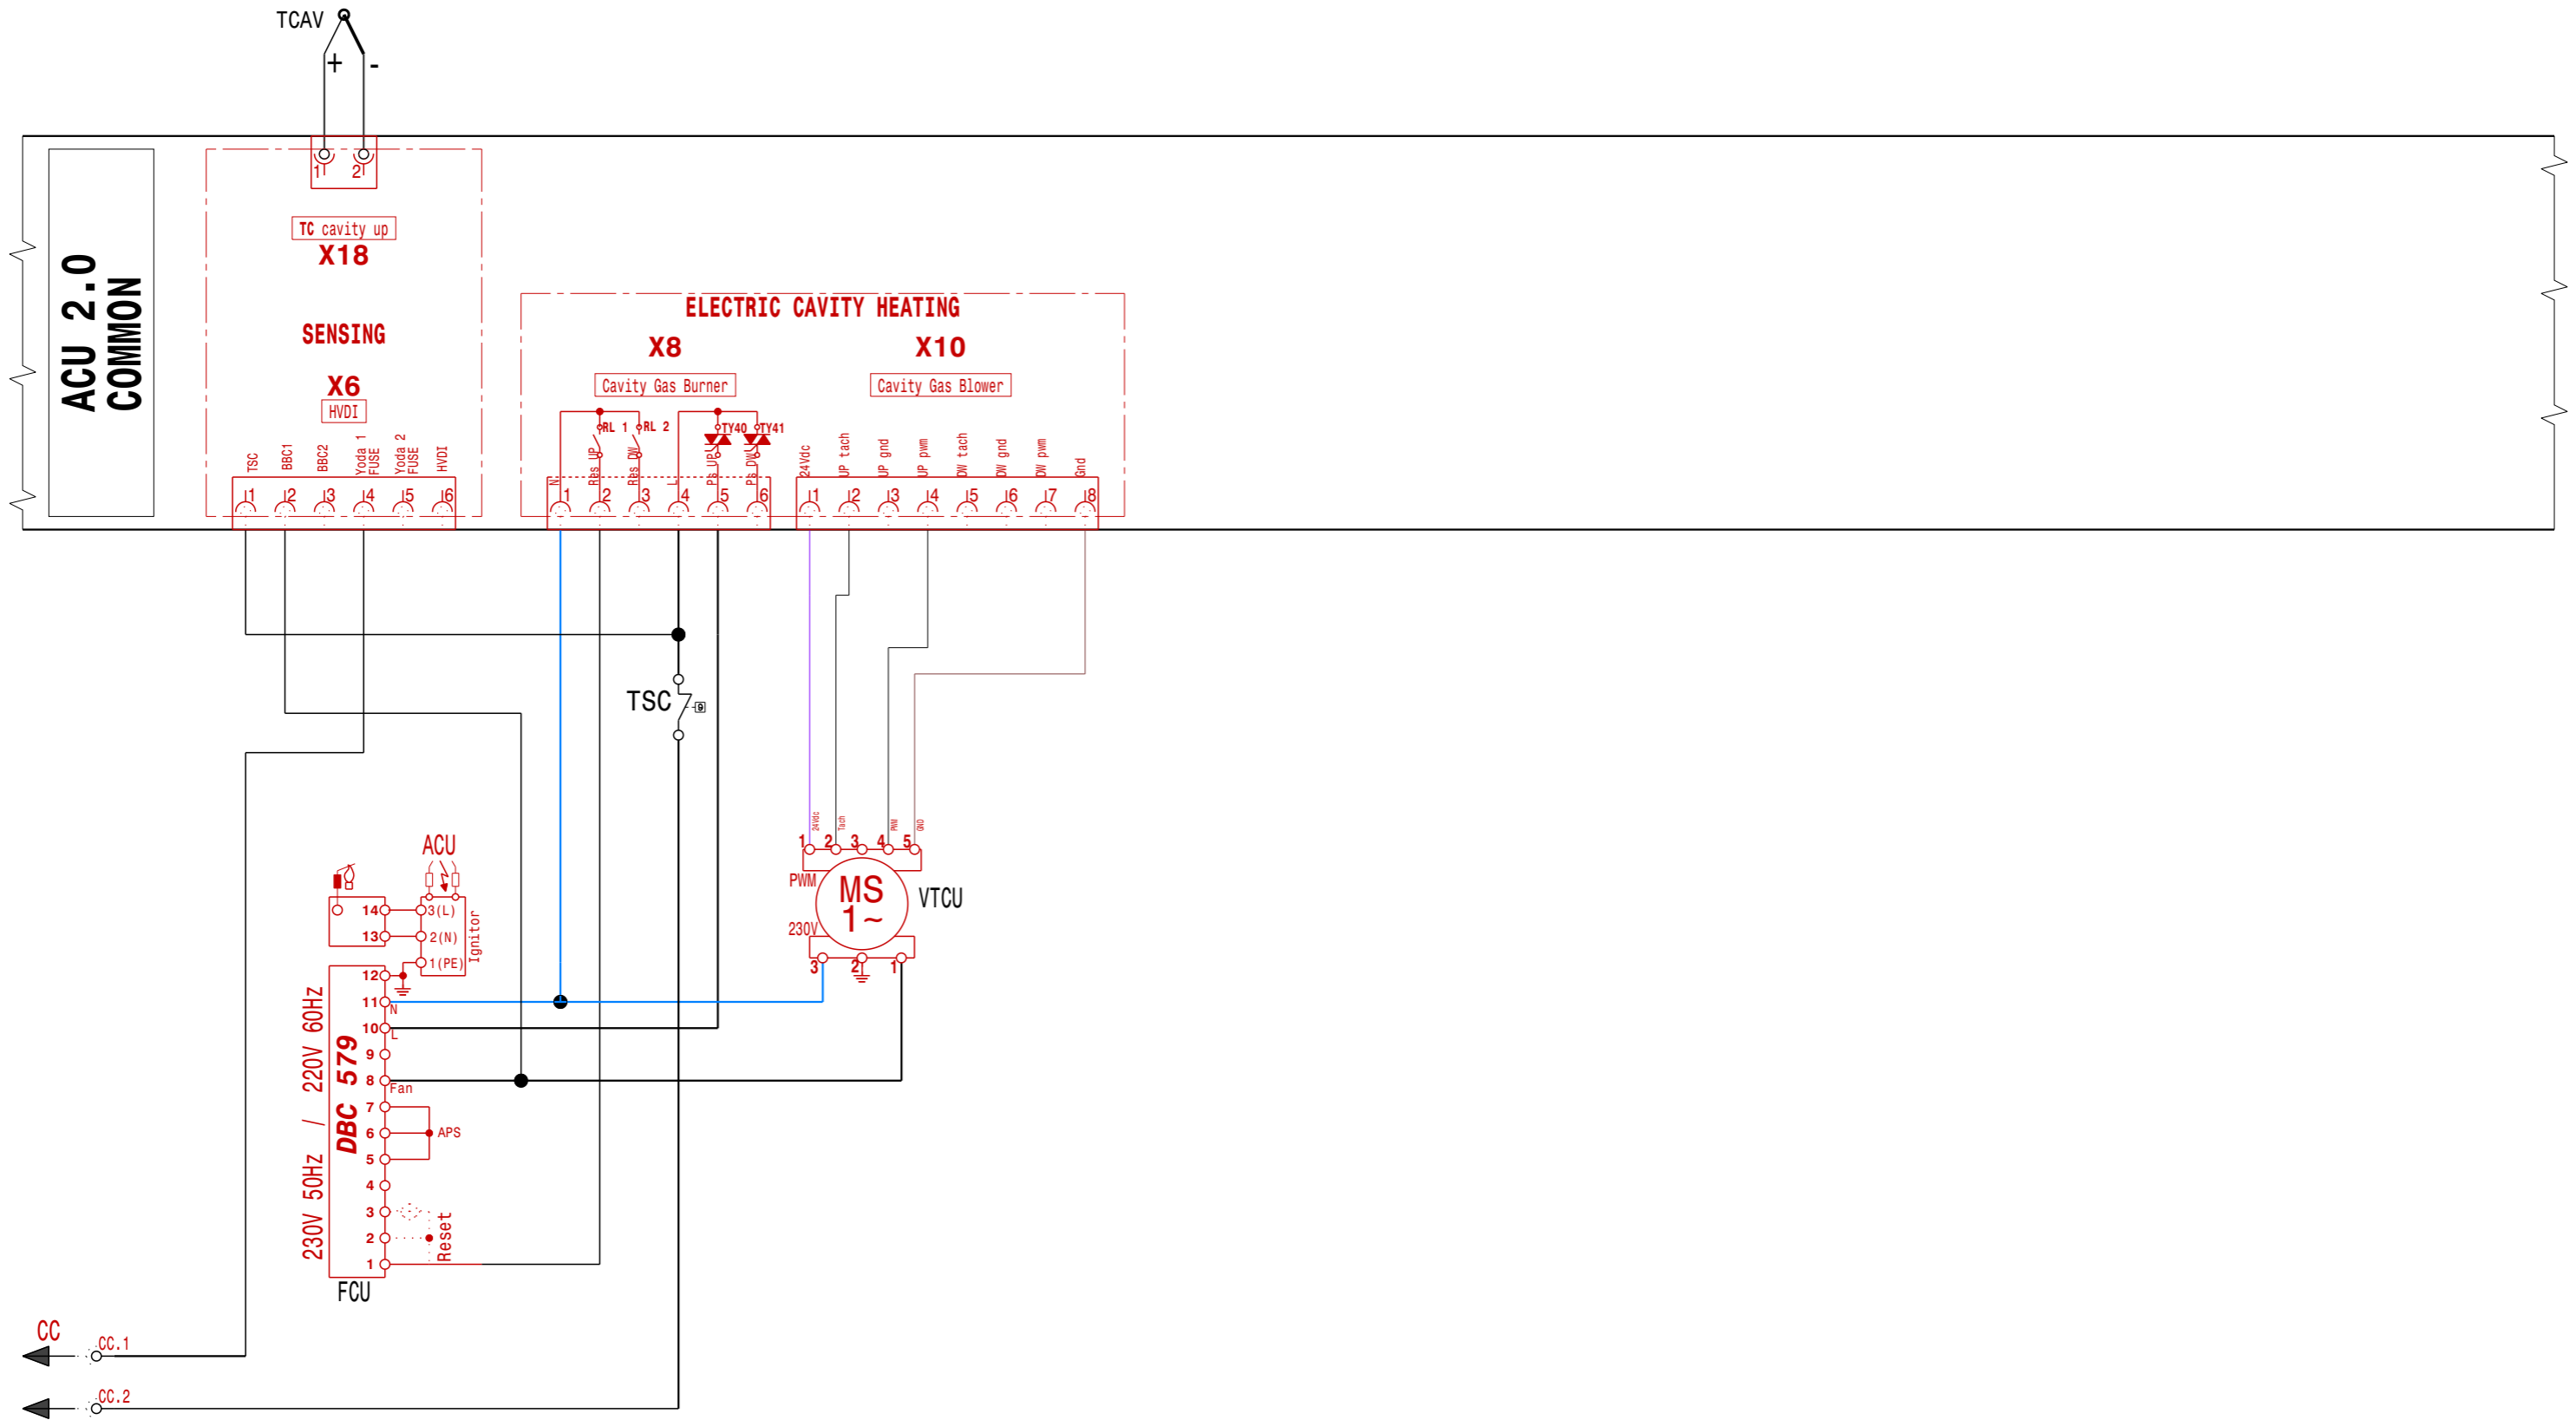 TCAV
+ -
1 2
TC cavity up
X18
ACU 2.0
COMMON
SENSING
X6
HVDI
TSC
BBC1
BBC2
Yoda 1
FUSE
Yoda 2
FUSE
HVDI
1 2 3 4 5 6
ELECTRIC CAVITY HEATING
X8
Cavity Gas Burner
RL 1 RL 2 TY40 TY41
N
Res UP
Res DW
L
Ps UP
Ps DW
1 2 3 4 5 6
X10
Cavity Gas Blower
24Vdc
UP tach
UP gnd
UP pwm
DW tach
DW gnd
DW pwm
Gnd
1 2 3 4 5 6 7 8
TSC
24Vdc
Tach
PWM
GND
1 2 3 4 5
PWM
MS
1~
VTCU
230V
3 2 1
ACU
14 3(L)
13 2(N)
1(PE)
Ignitor
12
11 N
10 L
9
8 Fan
7
6 APS
5
4
3
2
1
Reset
230V 50Hz / 220V 60Hz
DBC 579
FCU
CC
CC.1
CC.2